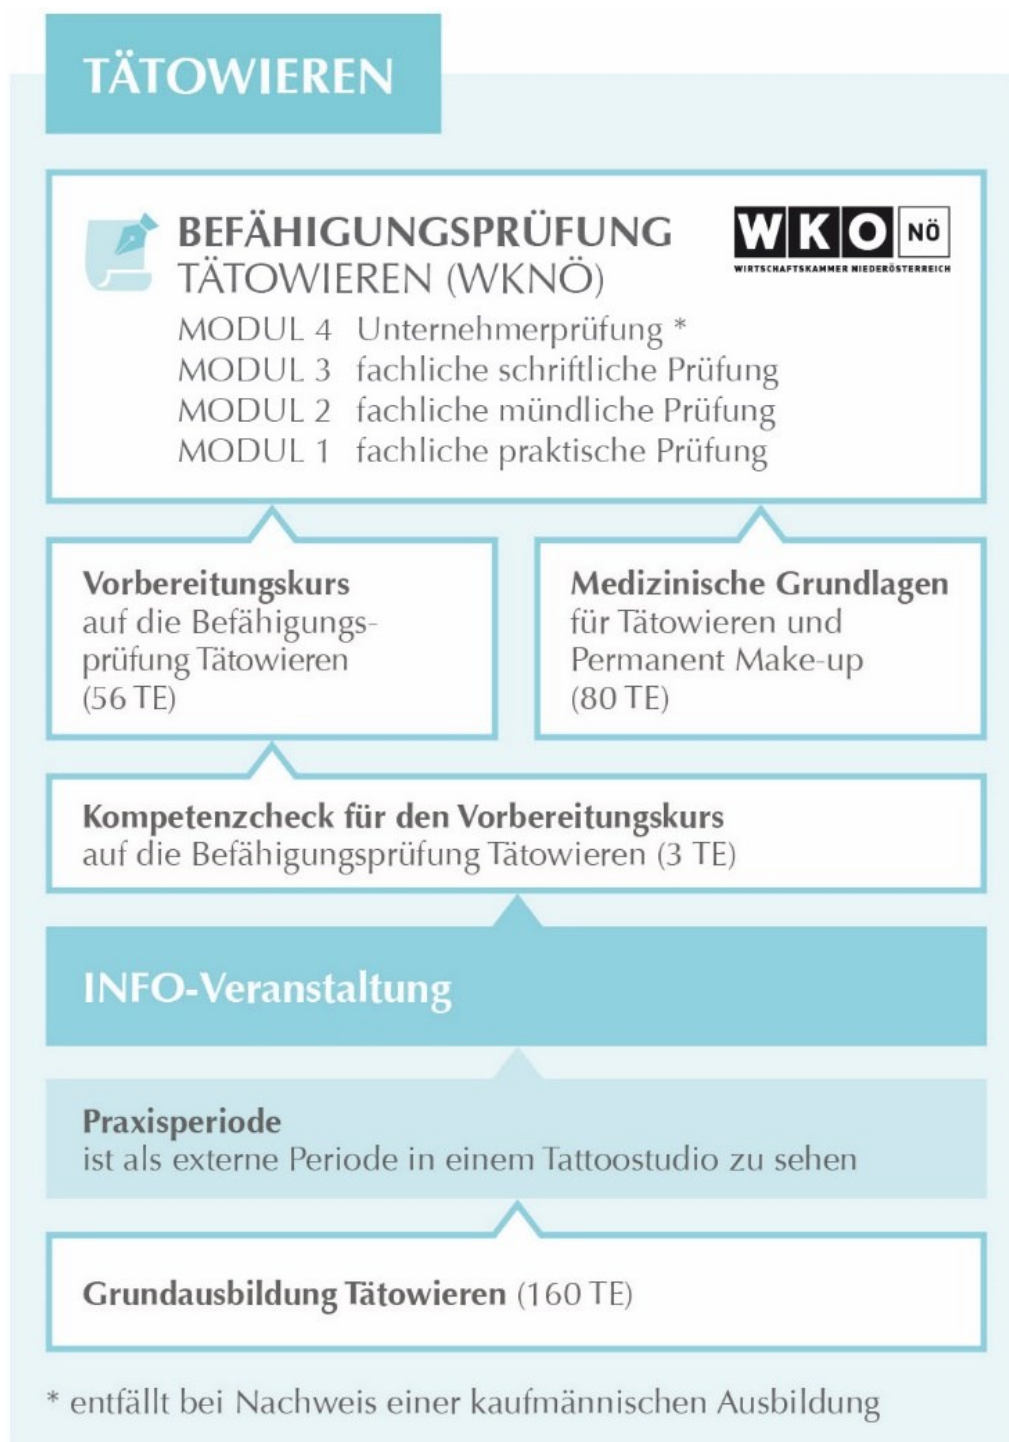 TÄTOWIEREN
BEFÄHIGUNGSPRÜFUNG
TÄTOWIEREN (WKNÖ)
WKO NÖ
WIRTSCHAFTSKAMMER NIEDERÖSTERREICH
MODUL 4 Unternehmerprüfung *
MODUL 3 fachliche schriftliche Prüfung
MODUL 2 fachliche mündliche Prüfung
MODUL 1 fachliche praktische Prüfung
Vorbereitungskurs
auf die Befähigungs-
prüfung Tätowieren
(56 TE)
Medizinische Grundlagen
für Tätowieren und
Permanent Make-up
(80 TE)
Kompetenzcheck für den Vorbereitungskurs
auf die Befähigungsprüfung Tätowieren (3 TE)
INFO-Veranstaltung
Praxisperiode
ist als externe Periode in einem Tattoostudio zu sehen
Grundausbildung Tätowieren (160 TE)
* entfällt bei Nachweis einer kaufmännischen Ausbildung